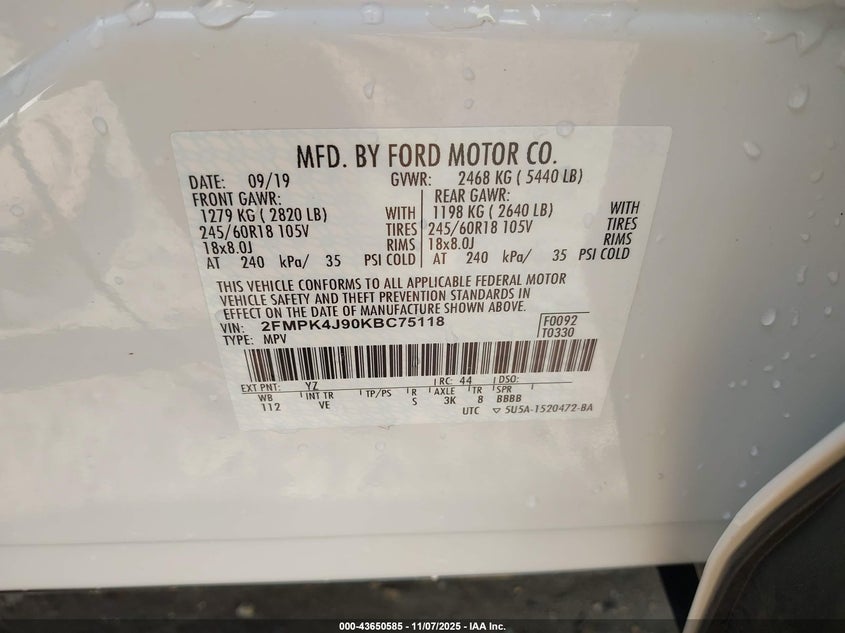 MFD. BY FORD MOTOR CO.
DATE: 09/19 GVWR: 2468 KG ( 5440 LB)
FRONT GAWR: REAR GAWR:
1279 KG ( 2820 LB) WITH 1198 KG ( 2640 LB) WITH
245/60R18 105V TIRES 245/60R18 105V TIRES
18x8.0J RIMS 18x8.0J RIMS
AT 240 kPa/ 35 PSI COLD AT 240 kPa/ 35 PSI COLD
THIS VEHICLE CONFORMS TO ALL APPLICABLE FEDERAL MOTOR
VEHICLE SAFETY AND THEFT PREVENTION STANDARDS IN
EFFECT ON THE DATE OF MANUFACTURE SHOWN ABOVE.
VIN: 2FMPK4J90KBC75118 F0092
TYPE: MPV T0330
EXT PNT: YZ RC: 44 DSO:
WB INT TR TP/PS R AXLE TR SPR
112 VE S 3K 8 BBBB
UTC ▽ 5U5A-1520472-BA
000-43650585 - 11/07/2025 - IAA Inc.